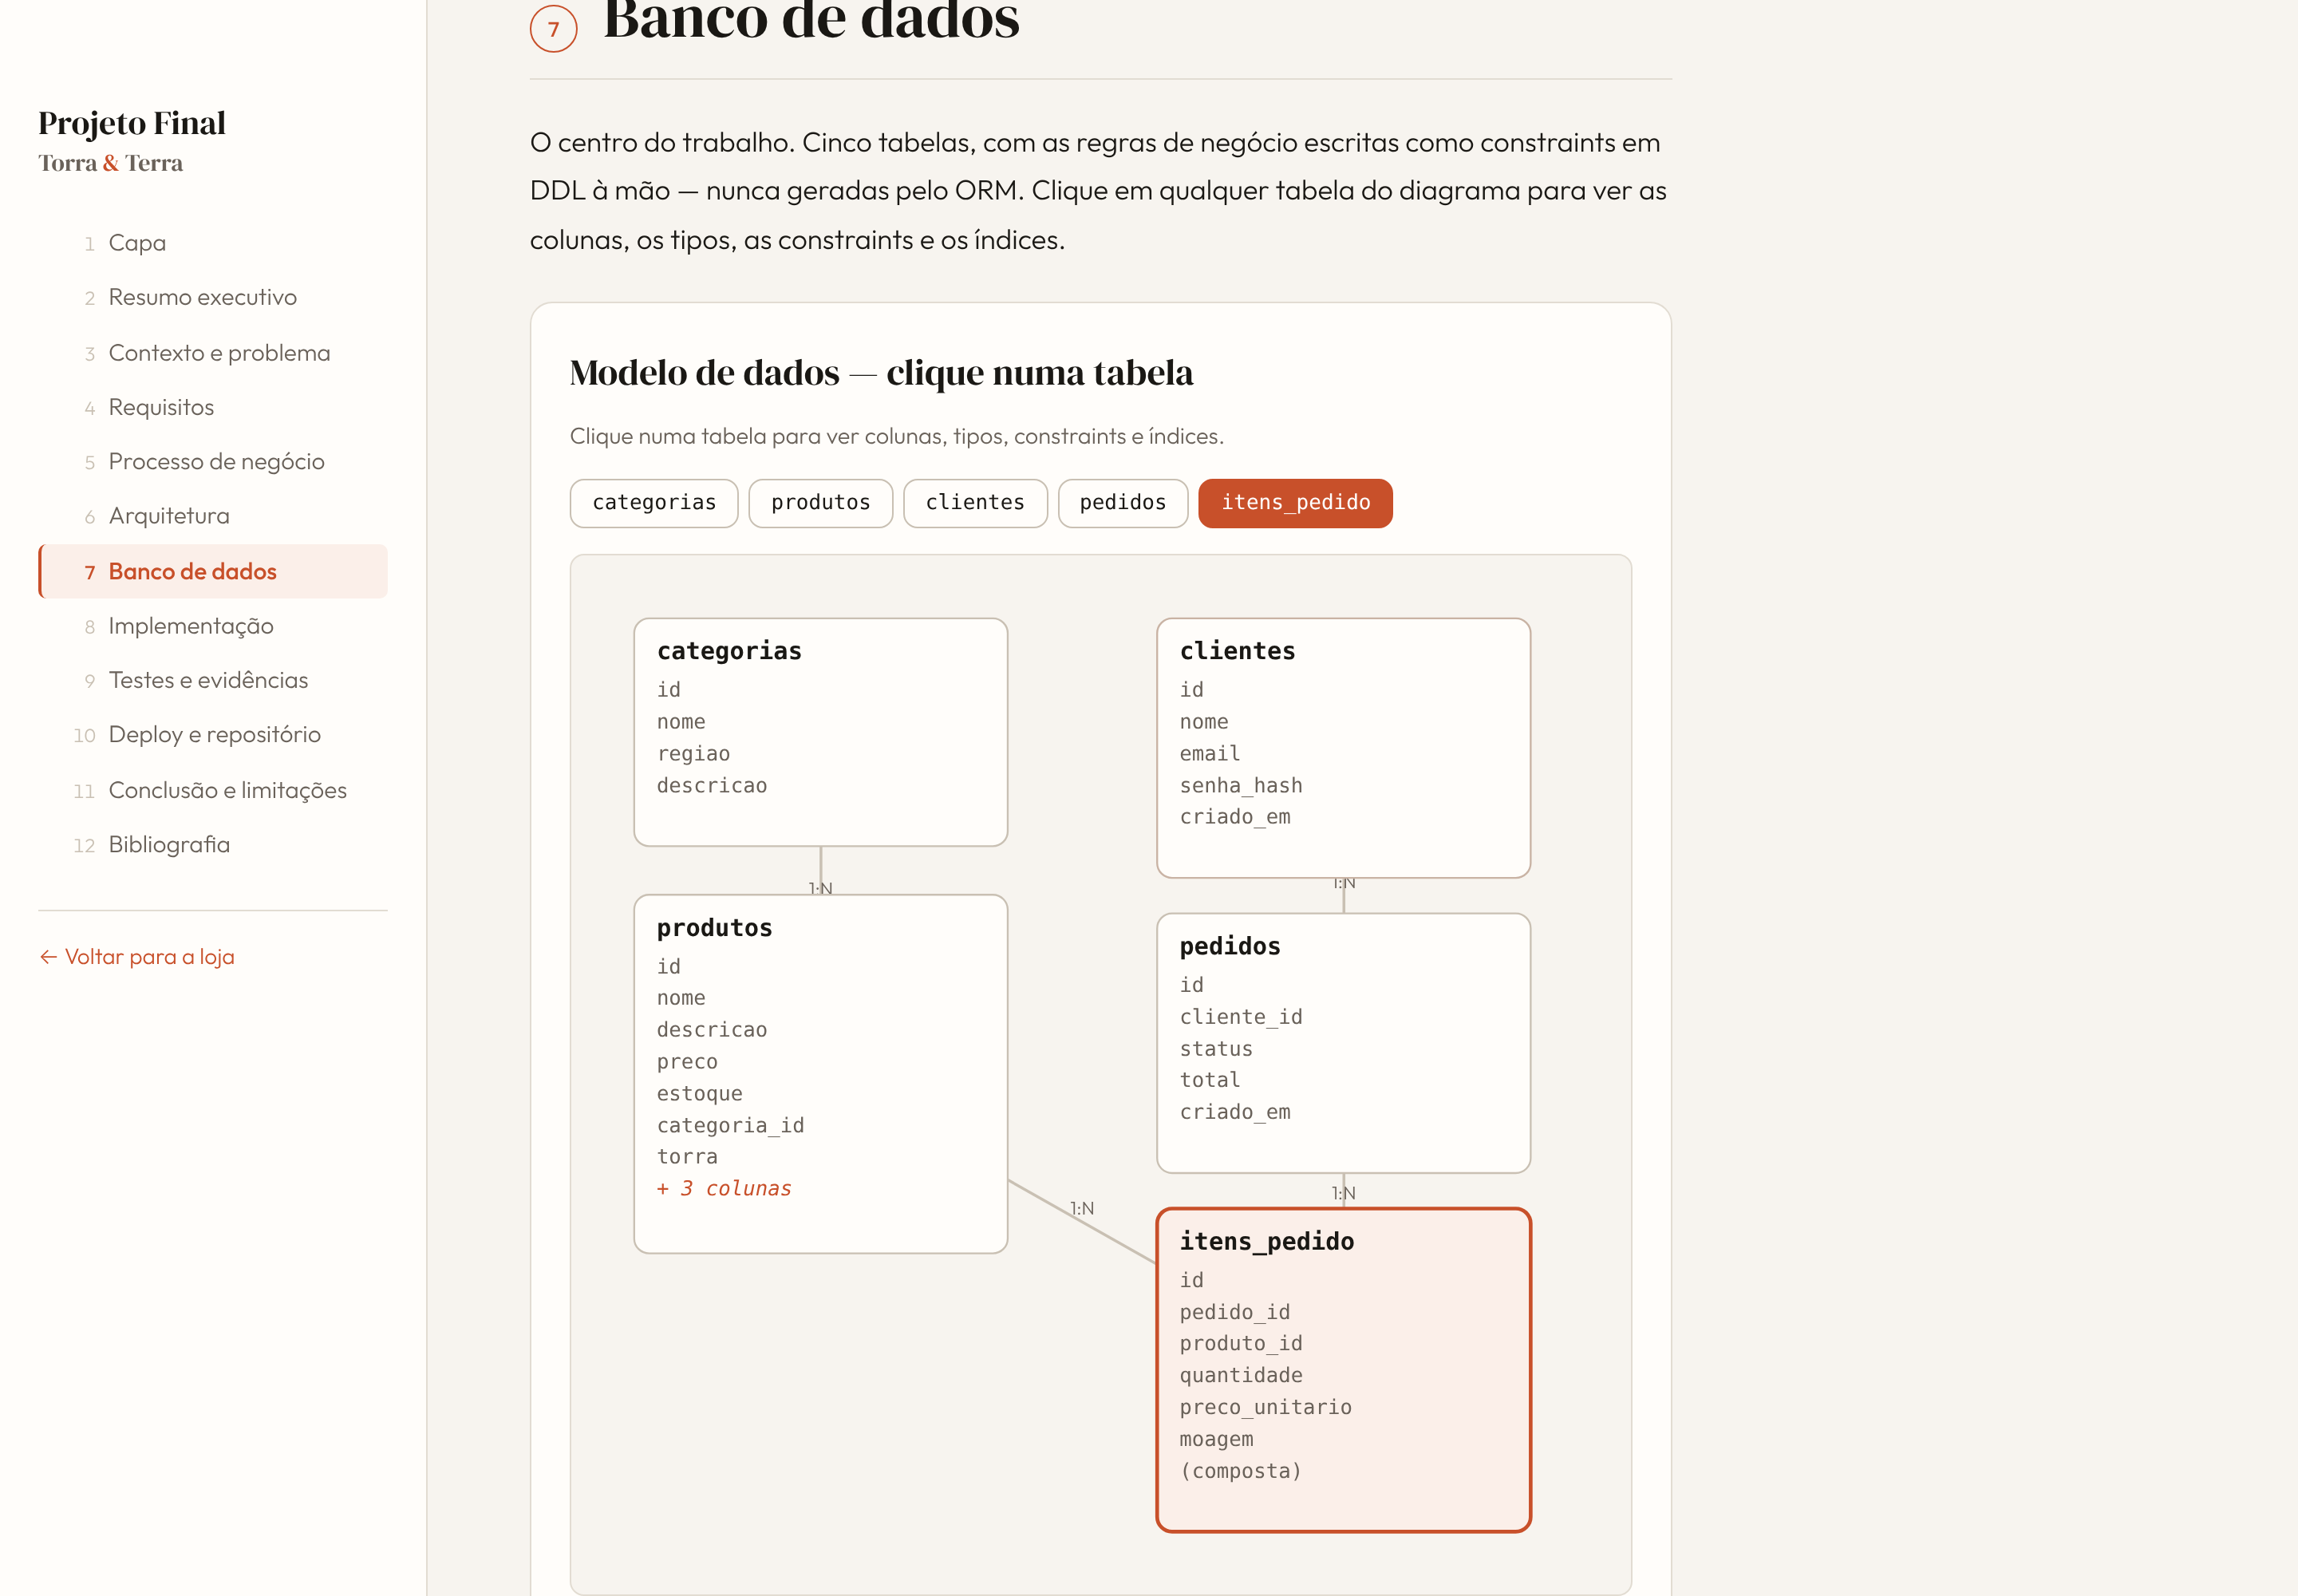 Projeto Final
Torra & Terra
1 Capa
2 Resumo executivo
3 Contexto e problema
4 Requisitos
5 Processo de negócio
6 Arquitetura
7 Banco de dados
8 Implementação
9 Testes e evidências
10 Deploy e repositório
11 Conclusão e limitações
12 Bibliografia
← Voltar para a loja
7 Banco de dados
O centro do trabalho. Cinco tabelas, com as regras de negócio escritas como constraints em
DDL à mão — nunca geradas pelo ORM. Clique em qualquer tabela do diagrama para ver as
colunas, os tipos, as constraints e os índices.
Modelo de dados — clique numa tabela
Clique numa tabela para ver colunas, tipos, constraints e índices.
categorias produtos clientes pedidos itens_pedido
categorias
id
nome
regiao
descricao
1:N
produtos
id
nome
descricao
preco
estoque
categoria_id
torra
+ 3 colunas
1:N
clientes
id
nome
email
senha_hash
criado_em
1:N
pedidos
id
cliente_id
status
total
criado_em
1:N
itens_pedido
id
pedido_id
produto_id
quantidade
preco_unitario
moagem
(composta)